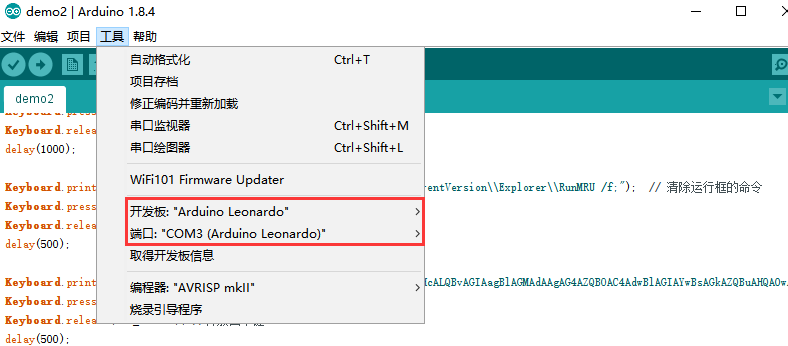 demo2 | Arduino 1.8.4
文件 编辑 项目 工具 帮助
demo2
自动格式化 Ctrl+T
项目存档
修正编码并重新加载
串口监视器 Ctrl+Shift+M
串口绘图器 Ctrl+Shift+L
WiFi101 Firmware Updater
开发板: "Arduino Leonardo"
端口: "COM3 (Arduino Leonardo)"
取得开发板信息
编程器: "AVRISP mkII"
烧录引导程序
Keyboard.pres
Keyboard.relea
delay(1000);
Keyboard.print rentVersion\\Explorer\\RunMRU /f;"); // 清除运行框的命令
Keyboard.press
Keyboard.relea
delay(500);
Keyboard.print
Keyboard.press
Keyboard.relea
delay(500);